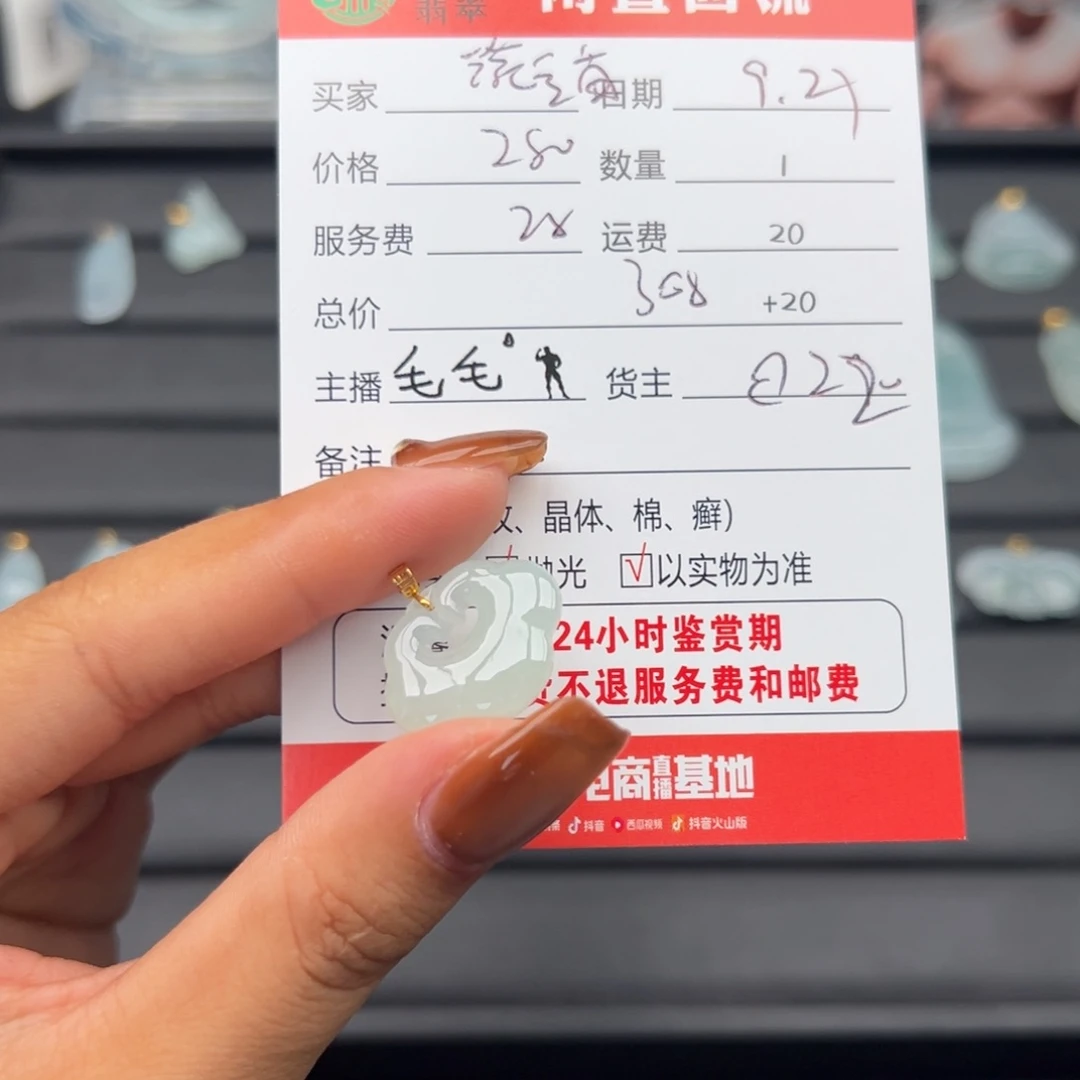 翡翠
买家 日期 9.27
价格 280 数量 1
服务费 28 运费 20
总价 308 +20
主播 毛毛 货主
备注
、晶体、棉、癣)
抛光 √以实物为准
24小时鉴赏期
不退服务费和邮费
电商直播基地
抖音 西瓜视频 抖音火山版